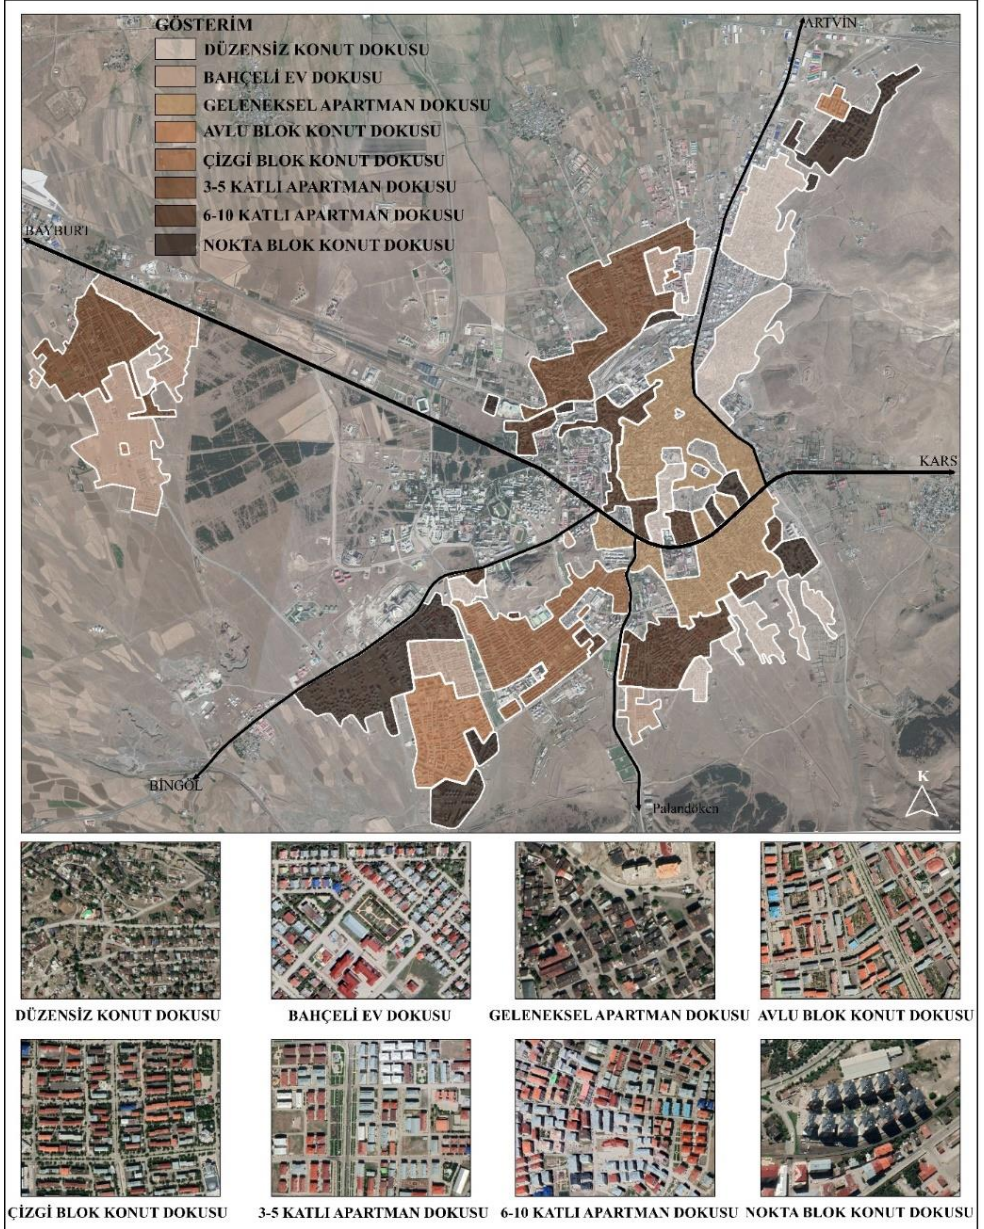 GÖSTERİM
DÜZENSİZ KONUT DOKUSU
BAHÇELİ EV DOKUSU
GELENEKSEL APARTMAN DOKUSU
AVLU BLOK KONUT DOKUSU
ÇİZGİ BLOK KONUT DOKUSU
3-5 KATLI APARTMAN DOKUSU
6-10 KATLI APARTMAN DOKUSU
NOKTA BLOK KONUT DOKUSU
ARTVİN
BAYBURT
KARS
BİNGÖL
Palandöken
K
DÜZENSİZ KONUT DOKUSU
BAHÇELİ EV DOKUSU
GELENEKSEL APARTMAN DOKUSU
AVLU BLOK KONUT DOKUSU
ÇİZGİ BLOK KONUT DOKUSU
3-5 KATLI APARTMAN DOKUSU
6-10 KATLI APARTMAN DOKUSU
NOKTA BLOK KONUT DOKUSU